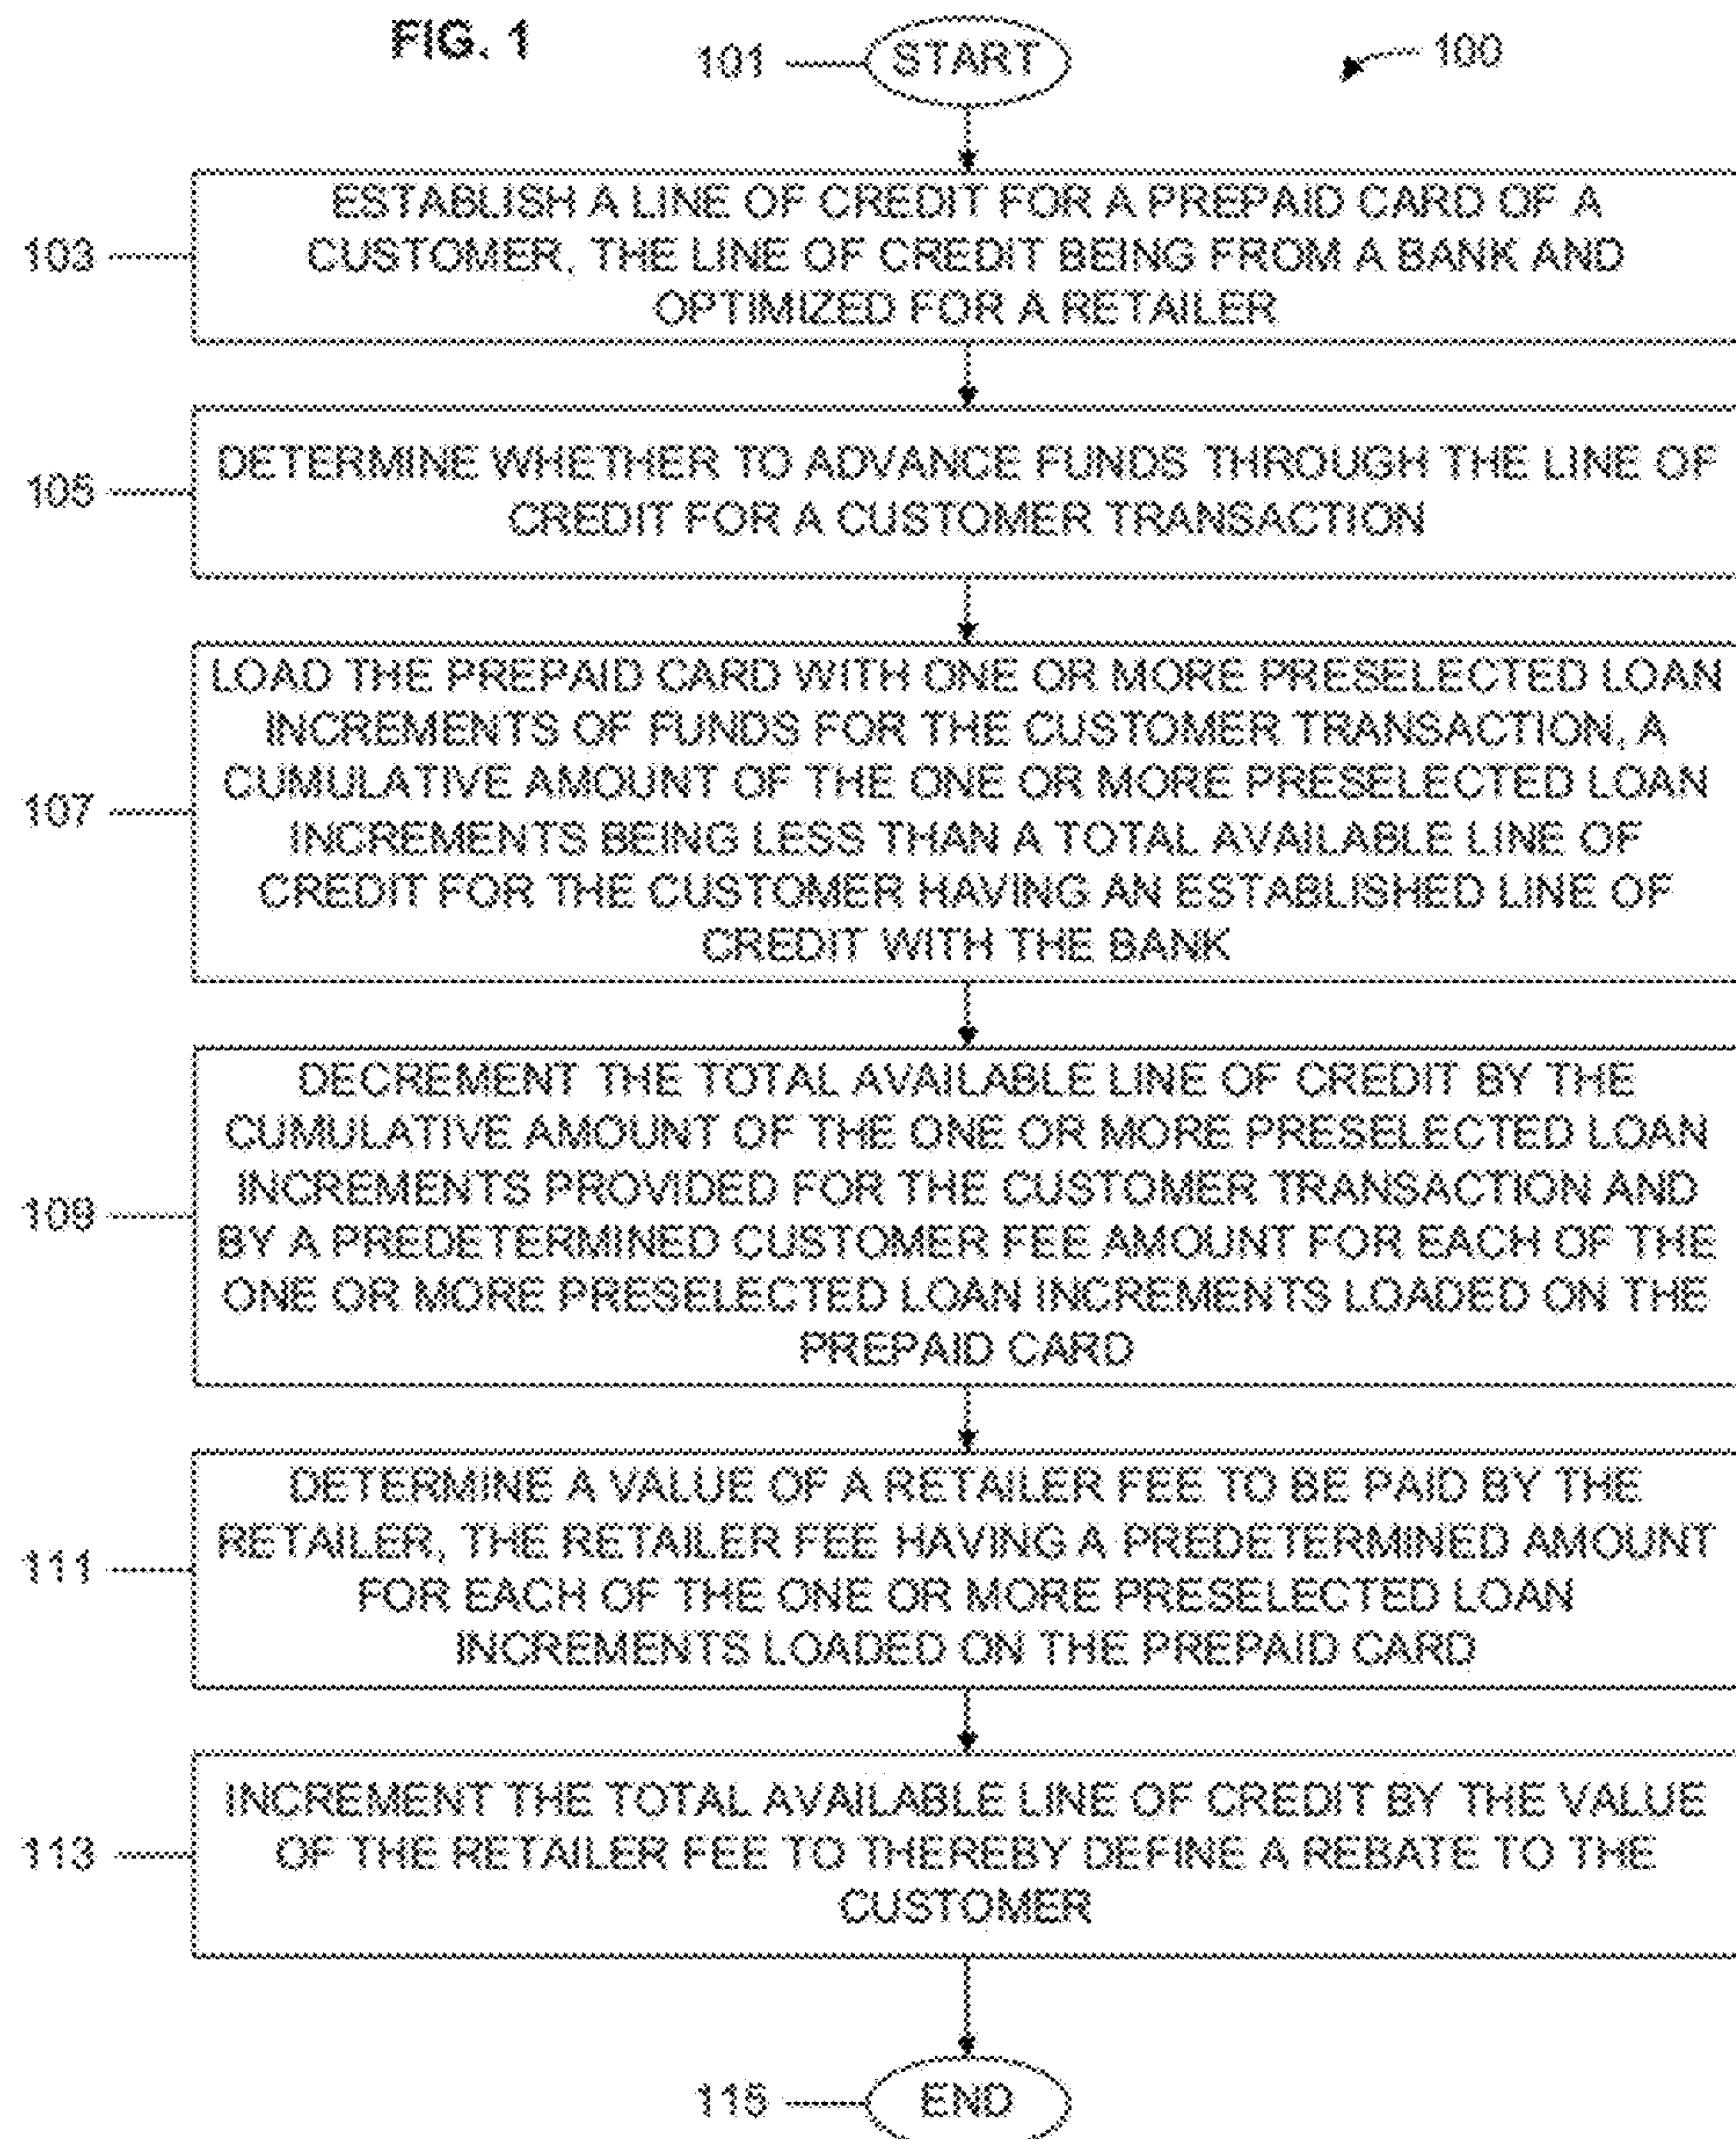 FIG. 1
101
START
100
103
ESTABLISH A LINE OF CREDIT FOR A PREPAID CARD OF A
CUSTOMER, THE LINE OF CREDIT BEING FROM A BANK AND
OPTIMIZED FOR A RETAILER
105
DETERMINE WHETHER TO ADVANCE FUNDS THROUGH THE LINE OF
CREDIT FOR A CUSTOMER TRANSACTION
107
LOAD THE PREPAID CARD WITH ONE OR MORE PRESELECTED LOAN
INCREMENTS OF FUNDS FOR THE CUSTOMER TRANSACTION, A
CUMULATIVE AMOUNT OF THE ONE OR MORE PRESELECTED LOAN
INCREMENTS BEING LESS THAN A TOTAL AVAILABLE LINE OF
CREDIT FOR THE CUSTOMER HAVING AN ESTABLISHED LINE OF
CREDIT WITH THE BANK
109
DECREMENT THE TOTAL AVAILABLE LINE OF CREDIT BY THE
CUMULATIVE AMOUNT OF THE ONE OR MORE PRESELECTED LOAN
INCREMENTS PROVIDED FOR THE CUSTOMER TRANSACTION AND
BY A PREDETERMINED CUSTOMER FEE AMOUNT FOR EACH OF THE
ONE OR MORE PRESELECTED LOAN INCREMENTS LOADED ON THE
PREPAID CARD
111
DETERMINE A VALUE OF A RETAILER FEE TO BE PAID BY THE
RETAILER, THE RETAILER FEE HAVING A PREDETERMINED AMOUNT
FOR EACH OF THE ONE OR MORE PRESELECTED LOAN
INCREMENTS LOADED ON THE PREPAID CARD
113
INCREMENT THE TOTAL AVAILABLE LINE OF CREDIT BY THE VALUE
OF THE RETAILER FEE TO THEREBY DEFINE A REBATE TO THE
CUSTOMER
115
END